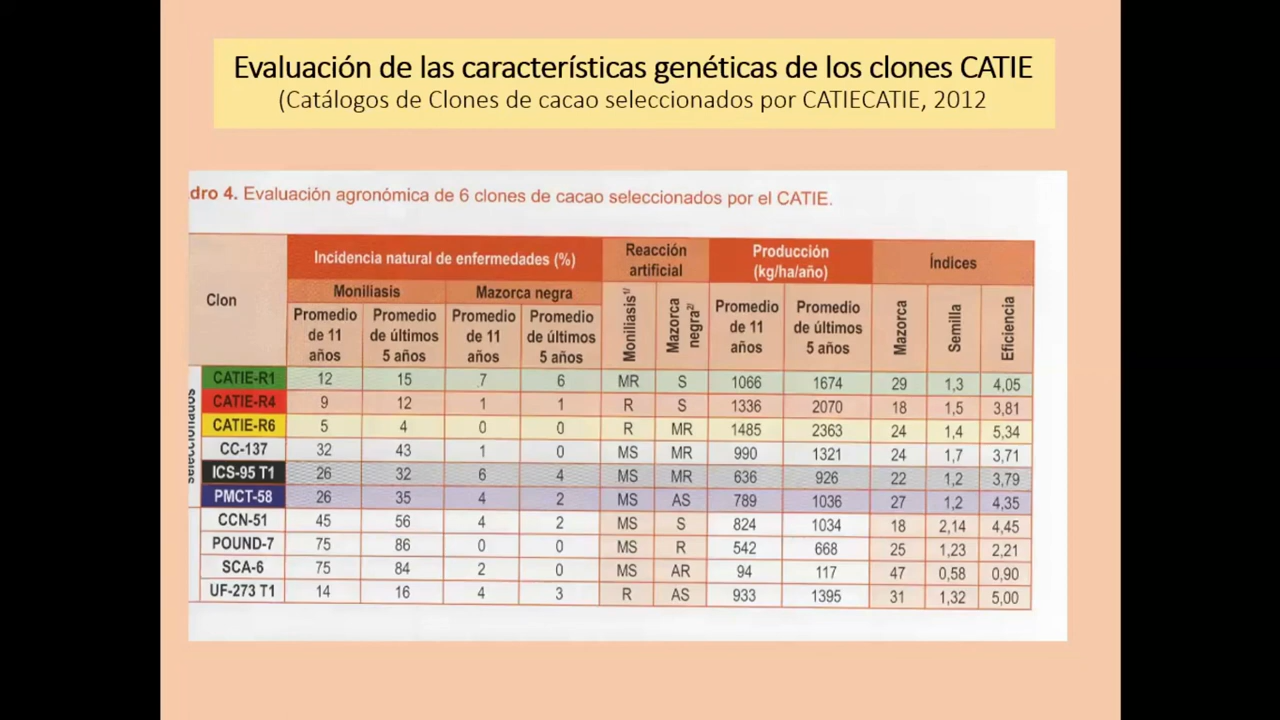 Evaluación de las características genéticas de los clones CATIE
(Catálogos de Clones de cacao seleccionados por CATIECATIE, 2012
dro 4. Evaluación agronómica de 6 clones de cacao seleccionados por el CATIE.
Clon
Incidencia natural de enfermedades (%)
Reacción artificial
Producción (kg/ha/año)
Índices
Moniliasis
Mazorca negra
Promedio de 11 años
Promedio de últimos 5 años
Promedio de 11 años
Promedio de últimos 5 años
Moniliasis1/
Mazorca negra2/
Promedio de 11 años
Promedio de últimos 5 años
Mazorca
Semilla
Eficiencia
CATIE-R1 12 15 7 6 MR S 1066 1674 29 1,3 4,05
CATIE-R4 9 12 1 1 R S 1336 2070 18 1,5 3,81
CATIE-R6 5 4 0 0 R MR 1485 2363 24 1,4 5,34
CC-137 32 43 1 0 MS MR 990 1321 24 1,7 3,71
ICS-95 T1 26 32 6 4 MS MR 636 926 22 1,2 3,79
PMCT-58 26 35 4 2 MS AS 789 1036 27 1,2 4,35
CCN-51 45 56 4 2 MS S 824 1034 18 2,14 4,45
POUND-7 75 86 0 0 MS R 542 668 25 1,23 2,21
SCA-6 75 84 2 0 MS AR 94 117 47 0,58 0,90
UF-273 T1 14 16 4 3 R AS 933 1395 31 1,32 5,00